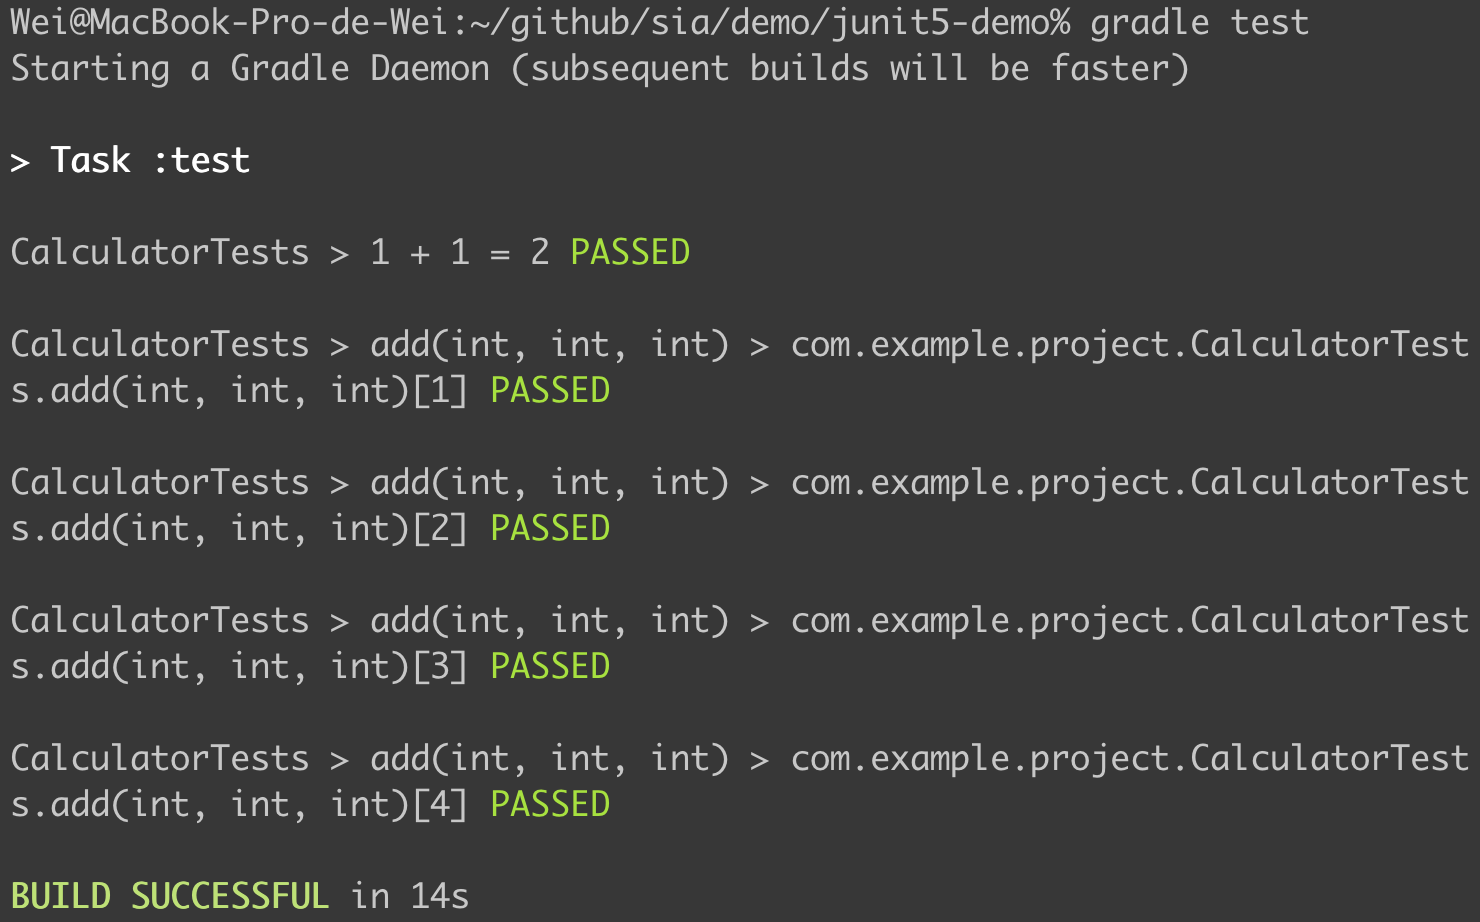 Wei@MacBook-Pro-de-Wei:~/github/sia/demo/junit5-demo% gradle test
Starting a Gradle Daemon (subsequent builds will be faster)
> Task :test
CalculatorTests > 1 + 1 = 2 PASSED
CalculatorTests > add(int, int, int) > com.example.project.CalculatorTest
s.add(int, int, int)[1] PASSED
CalculatorTests > add(int, int, int) > com.example.project.CalculatorTest
s.add(int, int, int)[2] PASSED
CalculatorTests > add(int, int, int) > com.example.project.CalculatorTest
s.add(int, int, int)[3] PASSED
CalculatorTests > add(int, int, int) > com.example.project.CalculatorTest
s.add(int, int, int)[4] PASSED
BUILD SUCCESSFUL in 14s